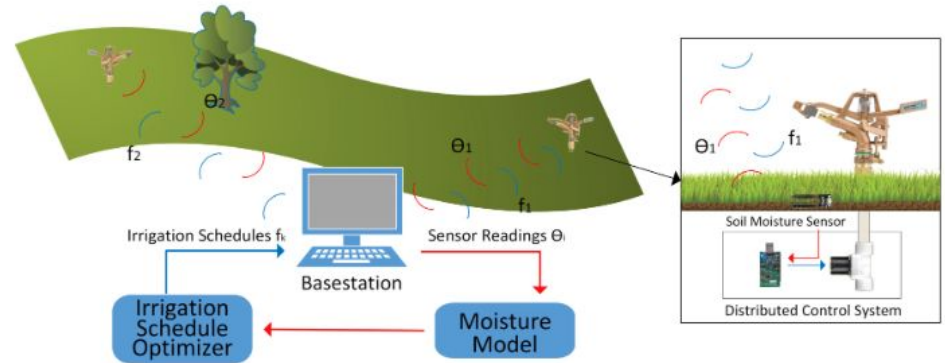 Θ₂
f₂
Θ₁
f₁
Irrigation Schedules fₖ
Sensor Readings Θᵢ
Basestation
Irrigation
Schedule
Optimizer
Moisture
Model
Θ₁
f₁
Soil Moisture Sensor
Distributed Control System